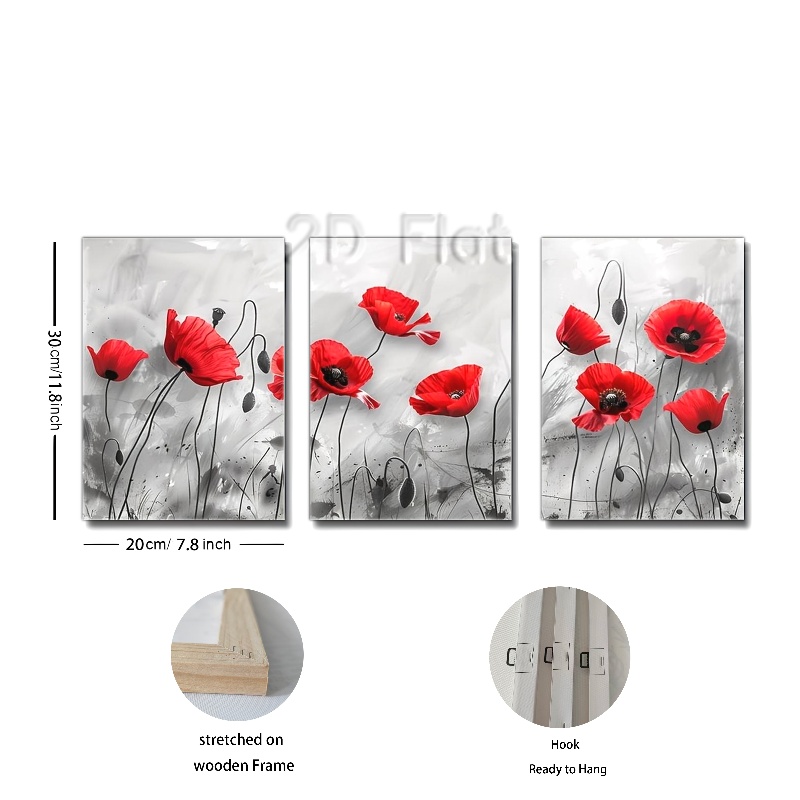 2D Flat
30cm/11.8inch
20cm/ 7.8 inch
stretched on
wooden Frame
Hook
Ready to Hang